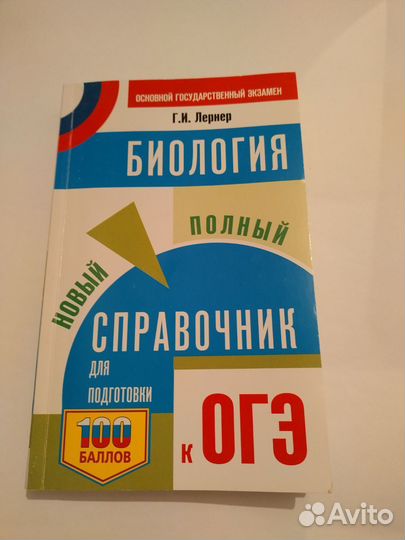 ОСНОВНОЙ ГОСУДАРСТВЕННЫЙ ЭКЗАМЕН
Г.И. Лернер
БИОЛОГИЯ
НОВЫЙ
ПОЛНЫЙ
СПРАВОЧНИК
ДЛЯ
ПОДГОТОВКИ
100
БАЛЛОВ
К ОГЭ
Avito